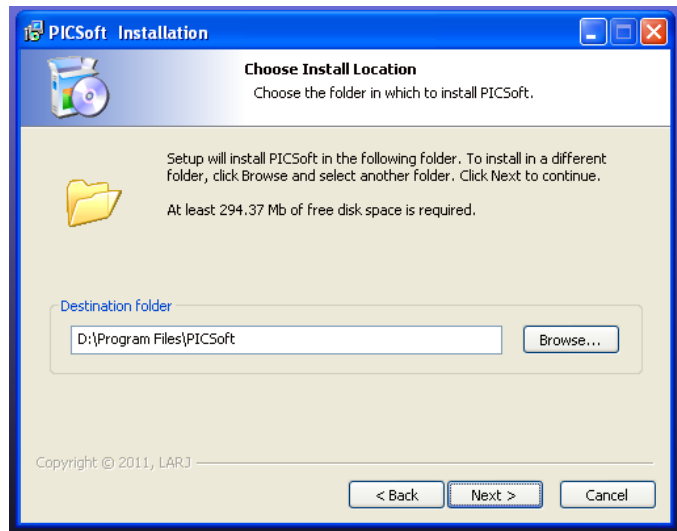 PICSoft Installation
Choose Install Location
Choose the folder in which to install PICSoft.
Setup will install PICSoft in the following folder. To install in a different
folder, click Browse and select another folder. Click Next to continue.
At least 294.37 Mb of free disk space is required.
Destination folder
D:\Program Files\PICSoft
Browse...
Copyright © 2011, LARJ
< Back
Next >
Cancel